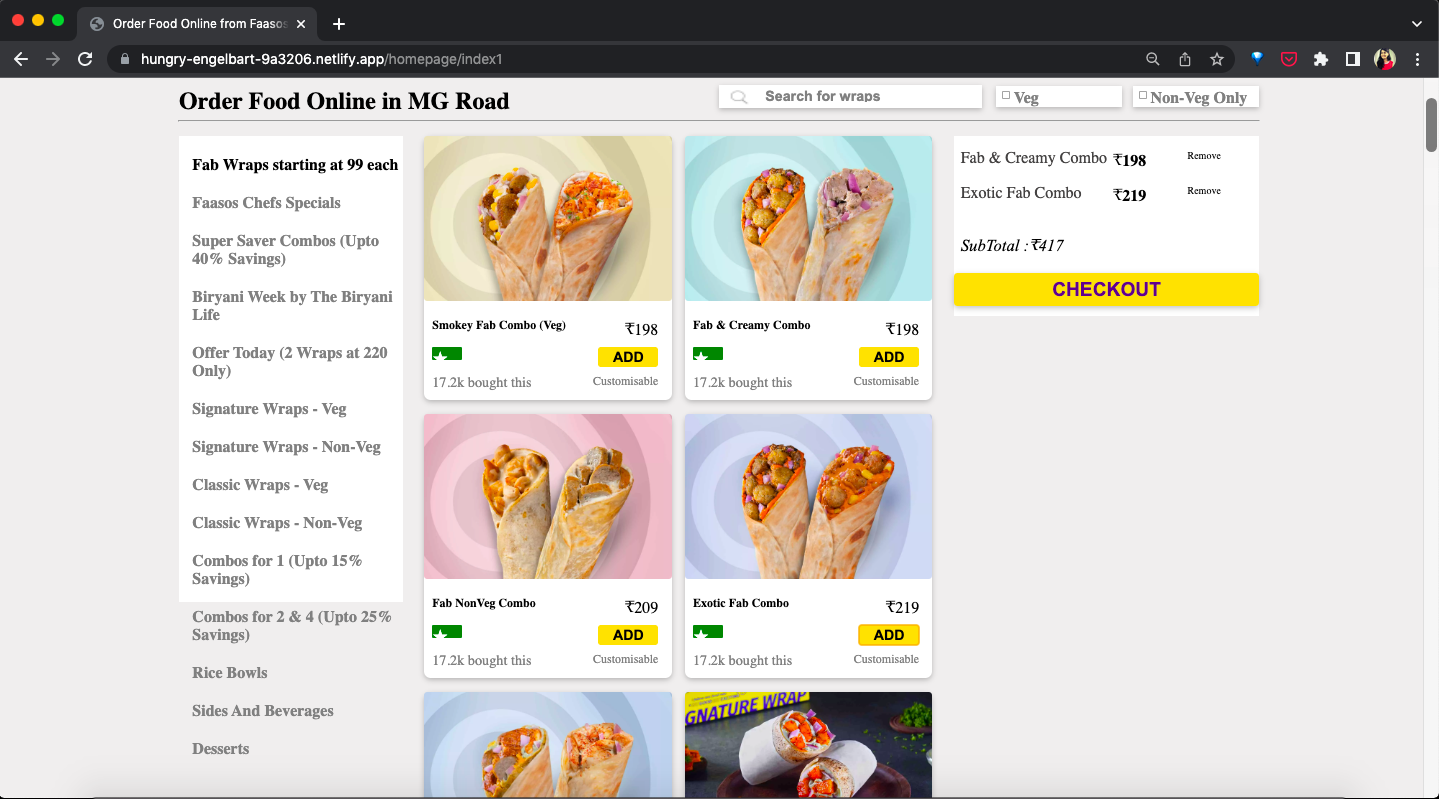 Order Food Online from Faasos
hungry-engelbart-9a3206.netlify.app/homepage/index1
Order Food Online in MG Road
Search for wraps
Veg
Non-Veg Only
Fab Wraps starting at 99 each
Faasos Chefs Specials
Super Saver Combos (Upto
40% Savings)
Biryani Week by The Biryani
Life
Offer Today (2 Wraps at 220
Only)
Signature Wraps - Veg
Signature Wraps - Non-Veg
Classic Wraps - Veg
Classic Wraps - Non-Veg
Combos for 1 (Upto 15%
Savings)
Combos for 2 & 4 (Upto 25%
Savings)
Rice Bowls
Sides And Beverages
Desserts
Smokey Fab Combo (Veg)
₹198
ADD
17.2k bought this
Customisable
Fab & Creamy Combo
₹198
ADD
17.2k bought this
Customisable
Fab NonVeg Combo
₹209
ADD
17.2k bought this
Customisable
Exotic Fab Combo
₹219
ADD
17.2k bought this
Customisable
GNATURE WRAP
Fab & Creamy Combo ₹198 Remove
Exotic Fab Combo ₹219 Remove
SubTotal : ₹417
CHECKOUT